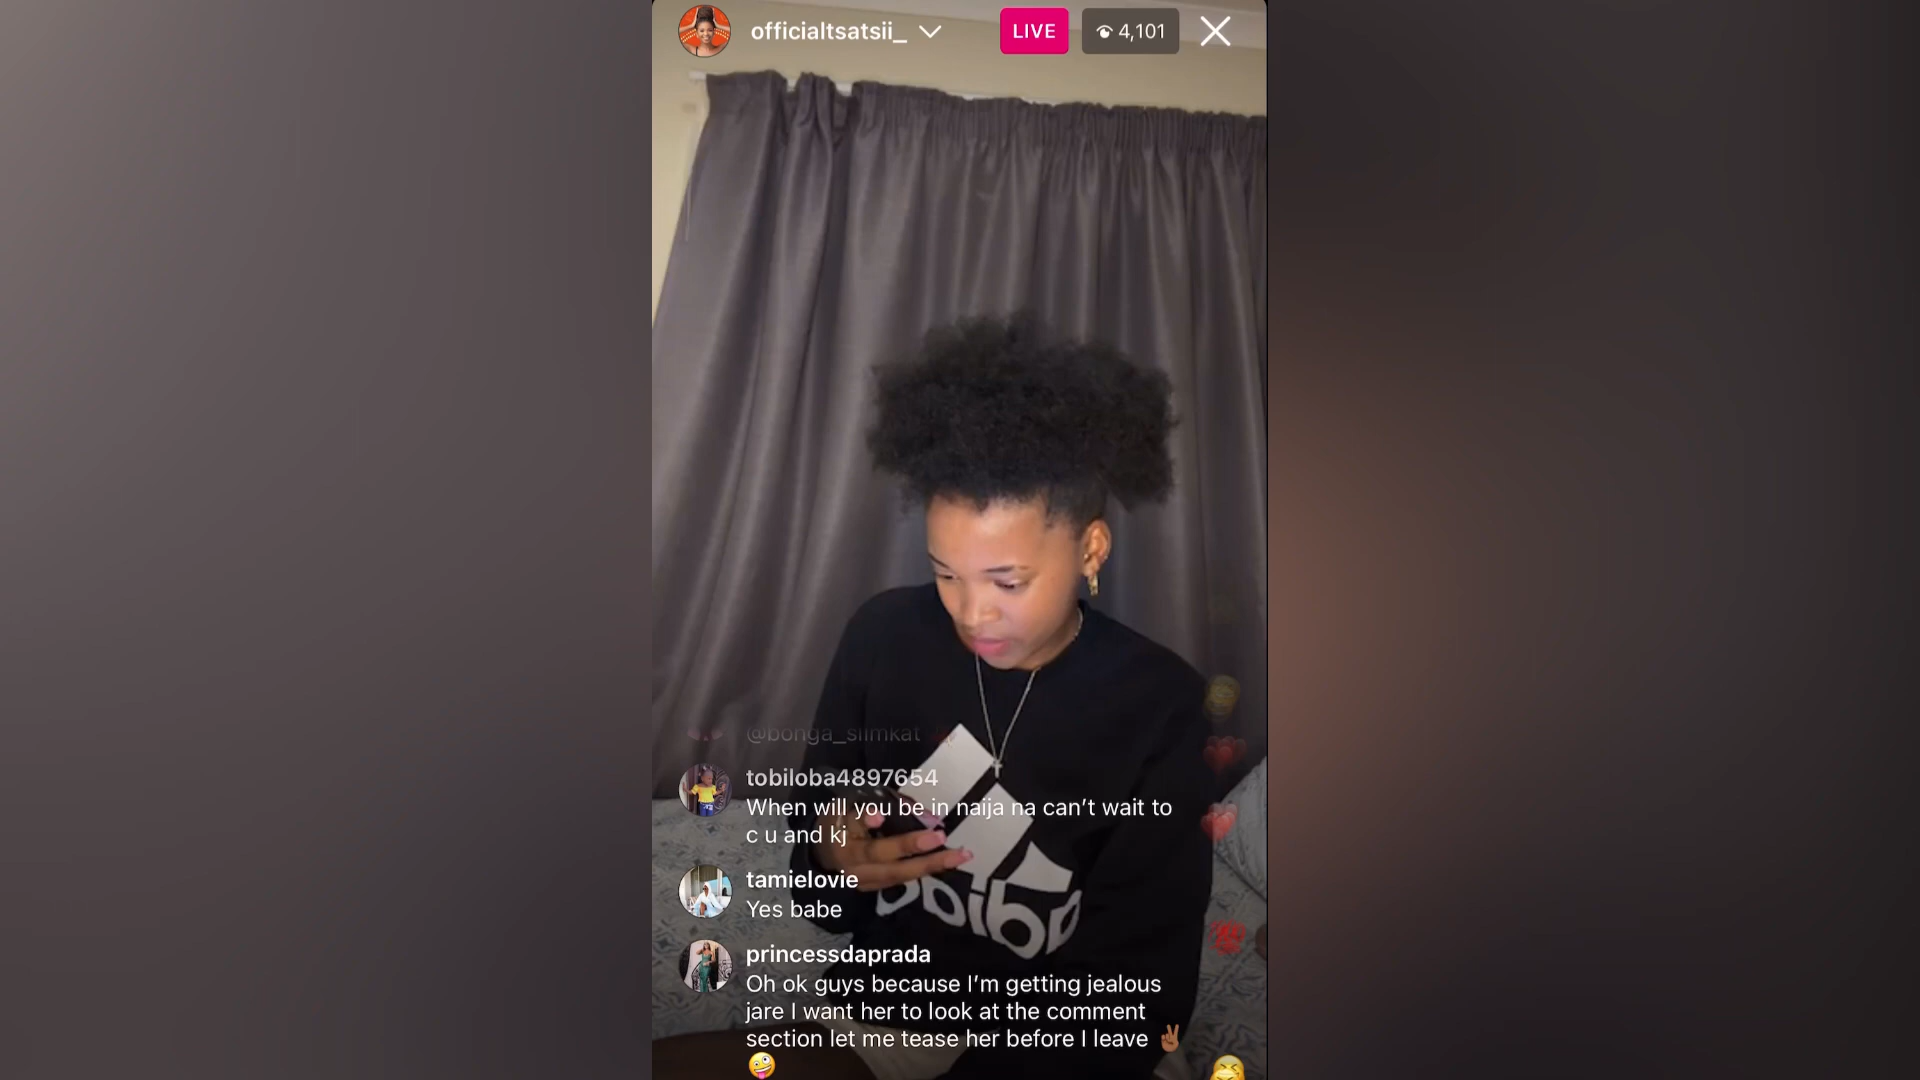 officialtsatsii_
LIVE
4,101
@bonga_slimkat
tobiloba4897654
When will you be in naija na can’t wait to
c u and kj
tamielovie
Yes babe
princessdaprada
Oh ok guys because I’m getting jealous
jare I want her to look at the comment
section let me tease her before I leave ✌🏾
🤪